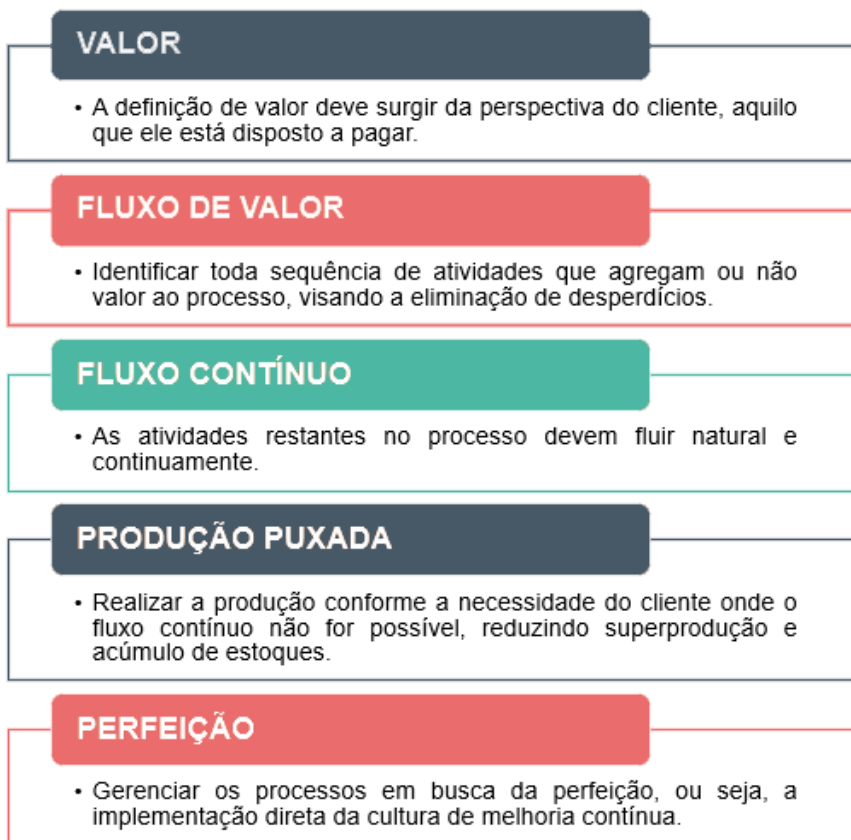 VALOR
• A definição de valor deve surgir da perspectiva do cliente, aquilo
que ele está disposto a pagar.
FLUXO DE VALOR
• Identificar toda sequência de atividades que agregam ou não
valor ao processo, visando a eliminação de desperdícios.
FLUXO CONTÍNUO
• As atividades restantes no processo devem fluir natural e
continuamente.
PRODUÇÃO PUXADA
• Realizar a produção conforme a necessidade do cliente onde o
fluxo contínuo não for possível, reduzindo superprodução e
acúmulo de estoques.
PERFEIÇÃO
• Gerenciar os processos em busca da perfeição, ou seja, a
implementação direta da cultura de melhoria contínua.